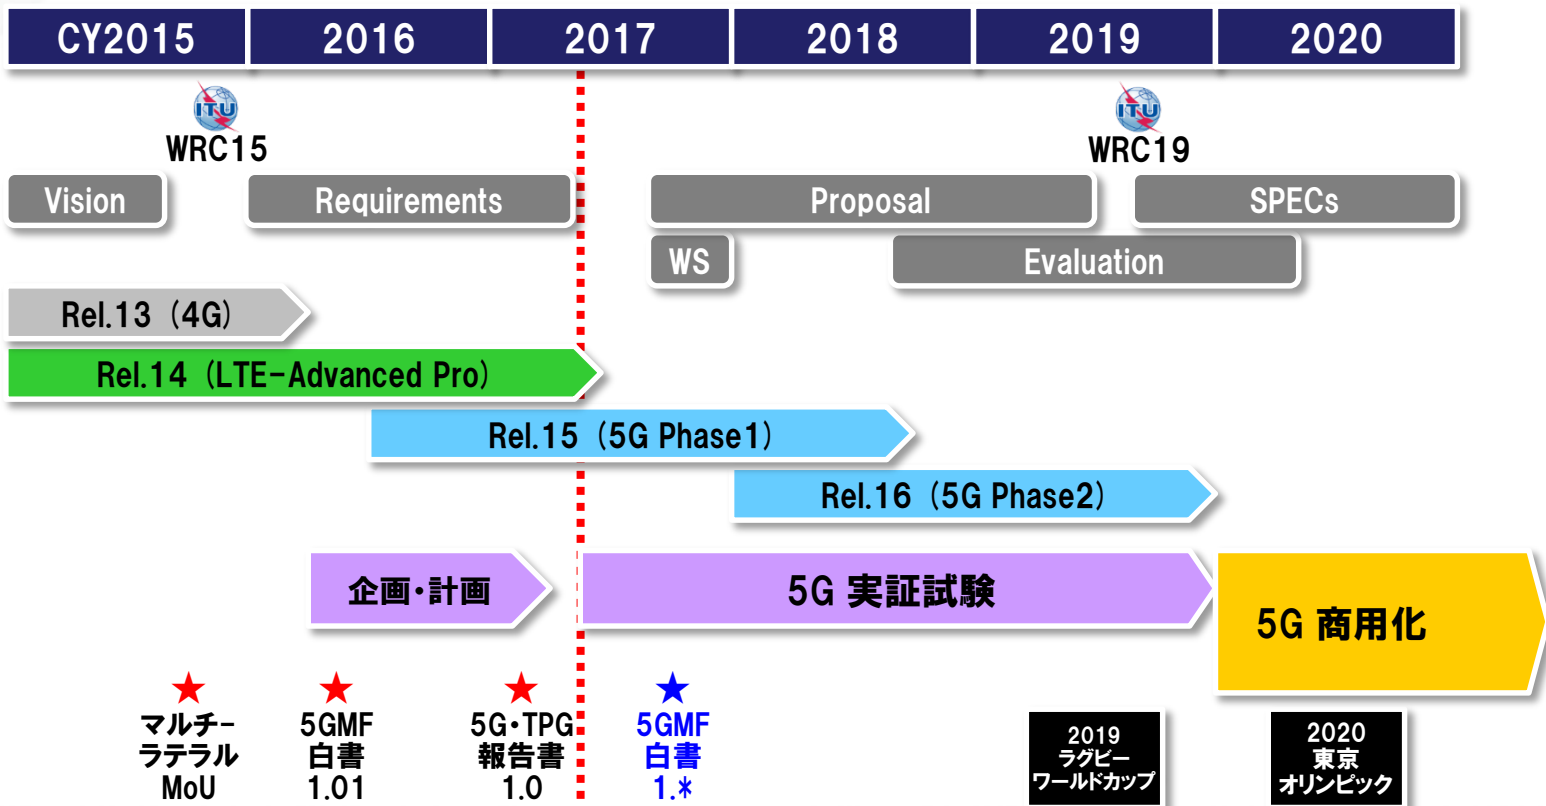 CY2015
2016
2017
2018
2019
2020
ITU
WRC15
ITU
WRC19
Vision
Requirements
Proposal
SPECs
WS
Evaluation
Rel.13 (4G)
Rel.14 (LTE-Advanced Pro)
Rel.15 (5G Phase1)
Rel.16 (5G Phase2)
企画・計画
5G 実証試験
5G 商用化
★
マルチ-
ラテラル
MoU
★
5GMF
白書
1.01
★
5G・TPG
報告書
1.0
★
5GMF
白書
1.*
2019
ラグビー
ワールドカップ
2020
東京
オリンピック